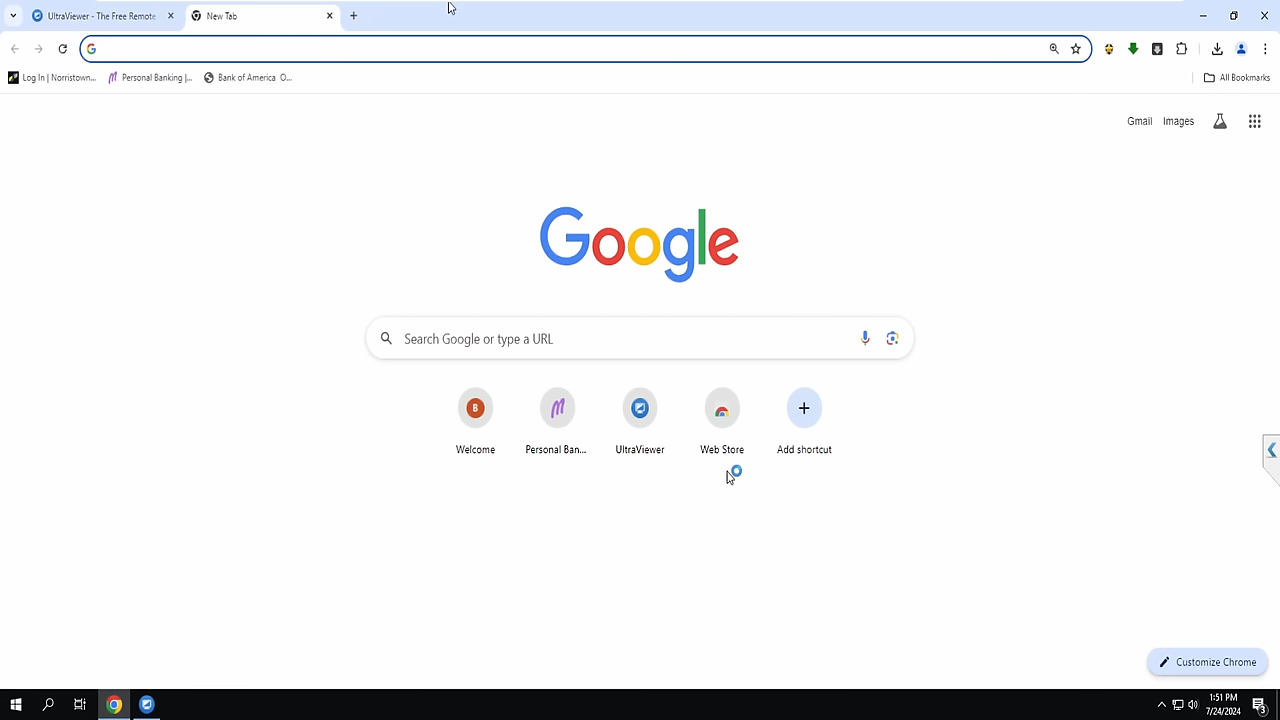 UltraViewer - The Free Remote
New Tab
Log In | Norristown...
Personal Banking |...
Bank of America O...
All Bookmarks
Gmail
Images
Google
Search Google or type a URL
B
Welcome
Personal Ban...
UltraViewer
Web Store
Add shortcut
Customize Chrome
1:51 PM
7/24/2024